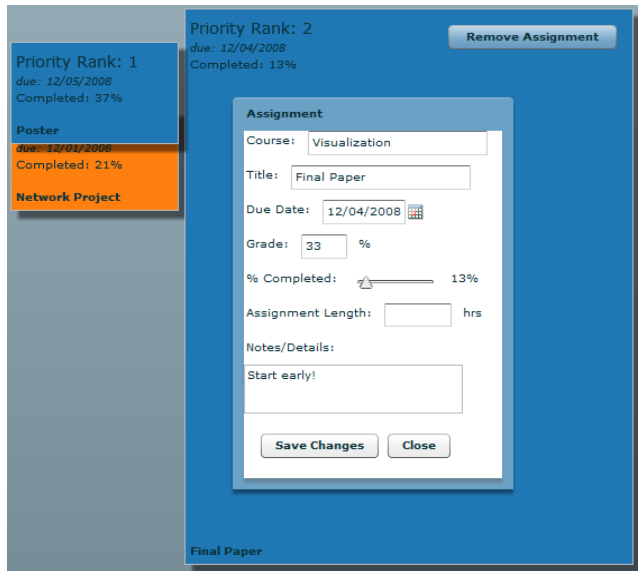 Priority Rank: 1
due: 12/05/2008
Completed: 37%
Poster
due: 12/01/2008
Completed: 21%
Network Project
Priority Rank: 2
due: 12/04/2008
Completed: 13%
Remove Assignment
Assignment
Course: Visualization
Title: Final Paper
Due Date: 12/04/2008
Grade: 33 %
% Completed: 13%
Assignment Length: hrs
Notes/Details:
Start early!
Save Changes Close
Final Paper